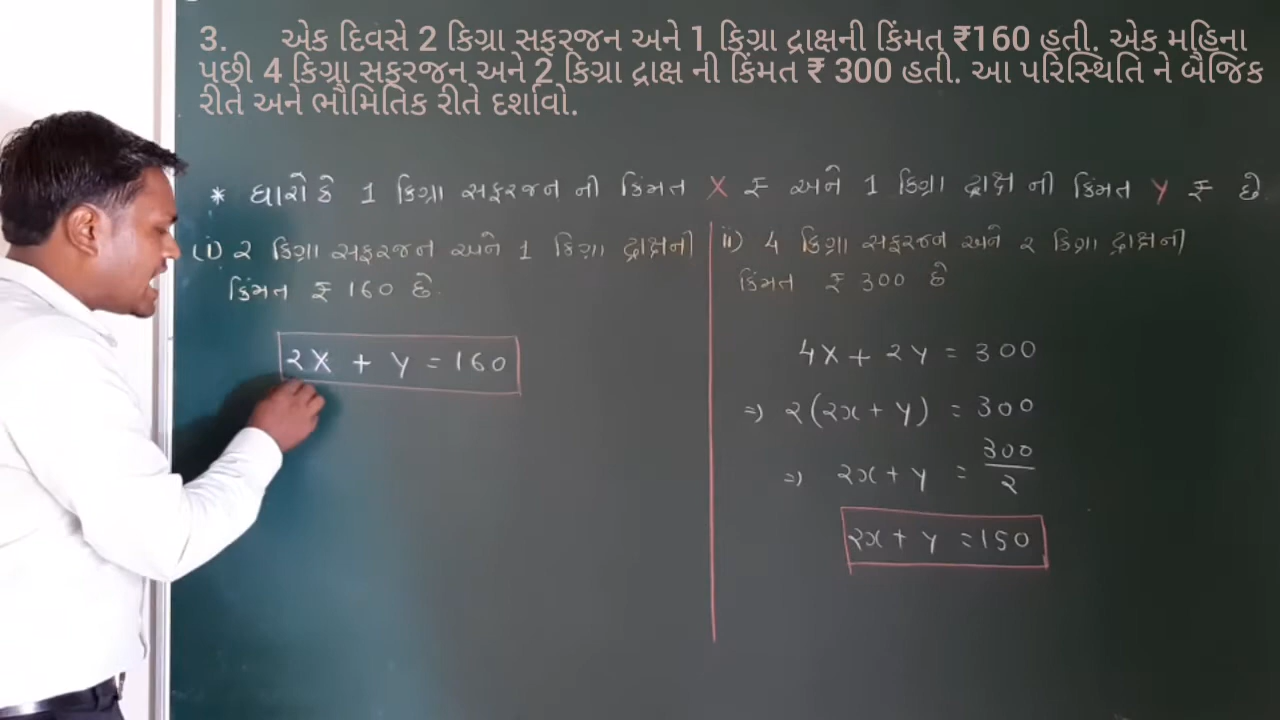 3. એક દિવસે 2 કિગ્રા સફરજન અને 1 કિગ્રા દ્રાક્ષની કિંમત ₹160 હતી. એક મહિના
પછી 4 કિગ્રા સફરજન અને 2 કિગ્રા દ્રાક્ષ ની કિંમત ₹ 300 હતી. આ પરિસ્થિતિ ને બૈજિક
રીતે અને ભૌમિતિક રીતે દર્શાવો.
* ધારોકે 1 કિગ્રા સફરજન ની કિંમત X ₹ અને 1 કિગ્રા દ્રાક્ષ ની કિંમત Y ₹ છે
(i) ૨ કિગ્રા સફરજન અને 1 કિગ્રા દ્રાક્ષની
કિંમત ₹ 160 છે.
2X + Y = 160
ii) 4 કિગ્રા સફરજન અને ૨ કિગ્રા દ્રાક્ષની
કિંમત ₹ 300 છે
4X + 2Y = 300
⇒ 2(2x + y) = 300
⇒ 2x + y = 300/2
2x + y = 150